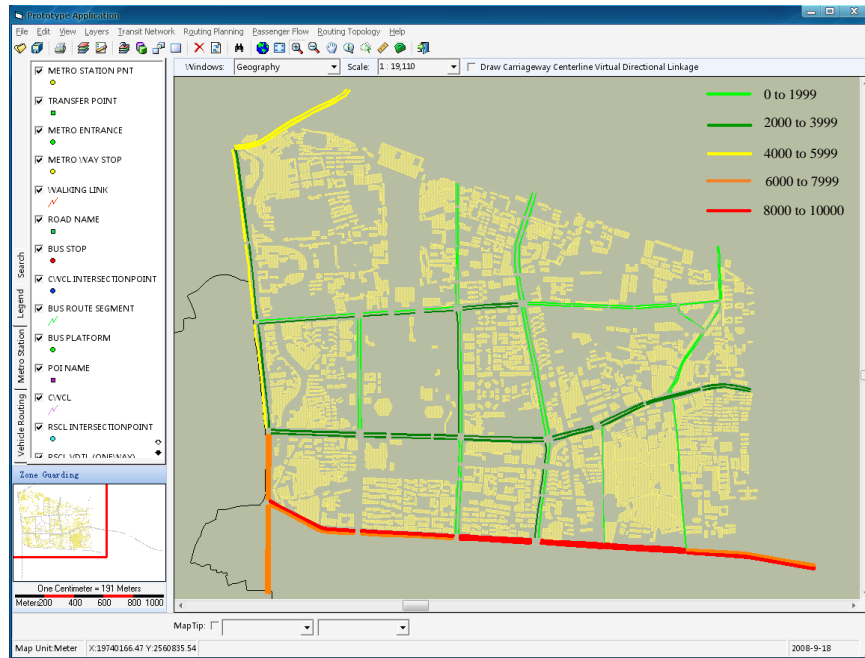 Prototype Application
File Edit View Layers Transit Network Routing Planning Passenger Flow Routing Topology Help
Windows: Geography Scale: 1 : 19,110 Draw Carriageway Centerline Virtual Directional Linkage
METRO STATION PNT
TRANSFER POINT
METRO ENTRANCE
METRO WAY STOP
WALKING LINK
ROAD NAME
BUS STOP
CWCL INTERSECTIONPOINT
BUS ROUTE SEGMENT
BUS PLATFORM
POI NAME
CWCL
RSCL INTERSECTIONPOINT
RSCL VDTL (ONEWAY)
Search
Legend
Metro Station
Vehicle Routing
0 to 1999
2000 to 3999
4000 to 5999
6000 to 7999
8000 to 10000
Zone Guarding
One Centimeter = 191 Meters
Meters200 400 600 800 1000
MapTip:
Map Unit:Meter X:19740166.47 Y:2560835.54 2008-9-18